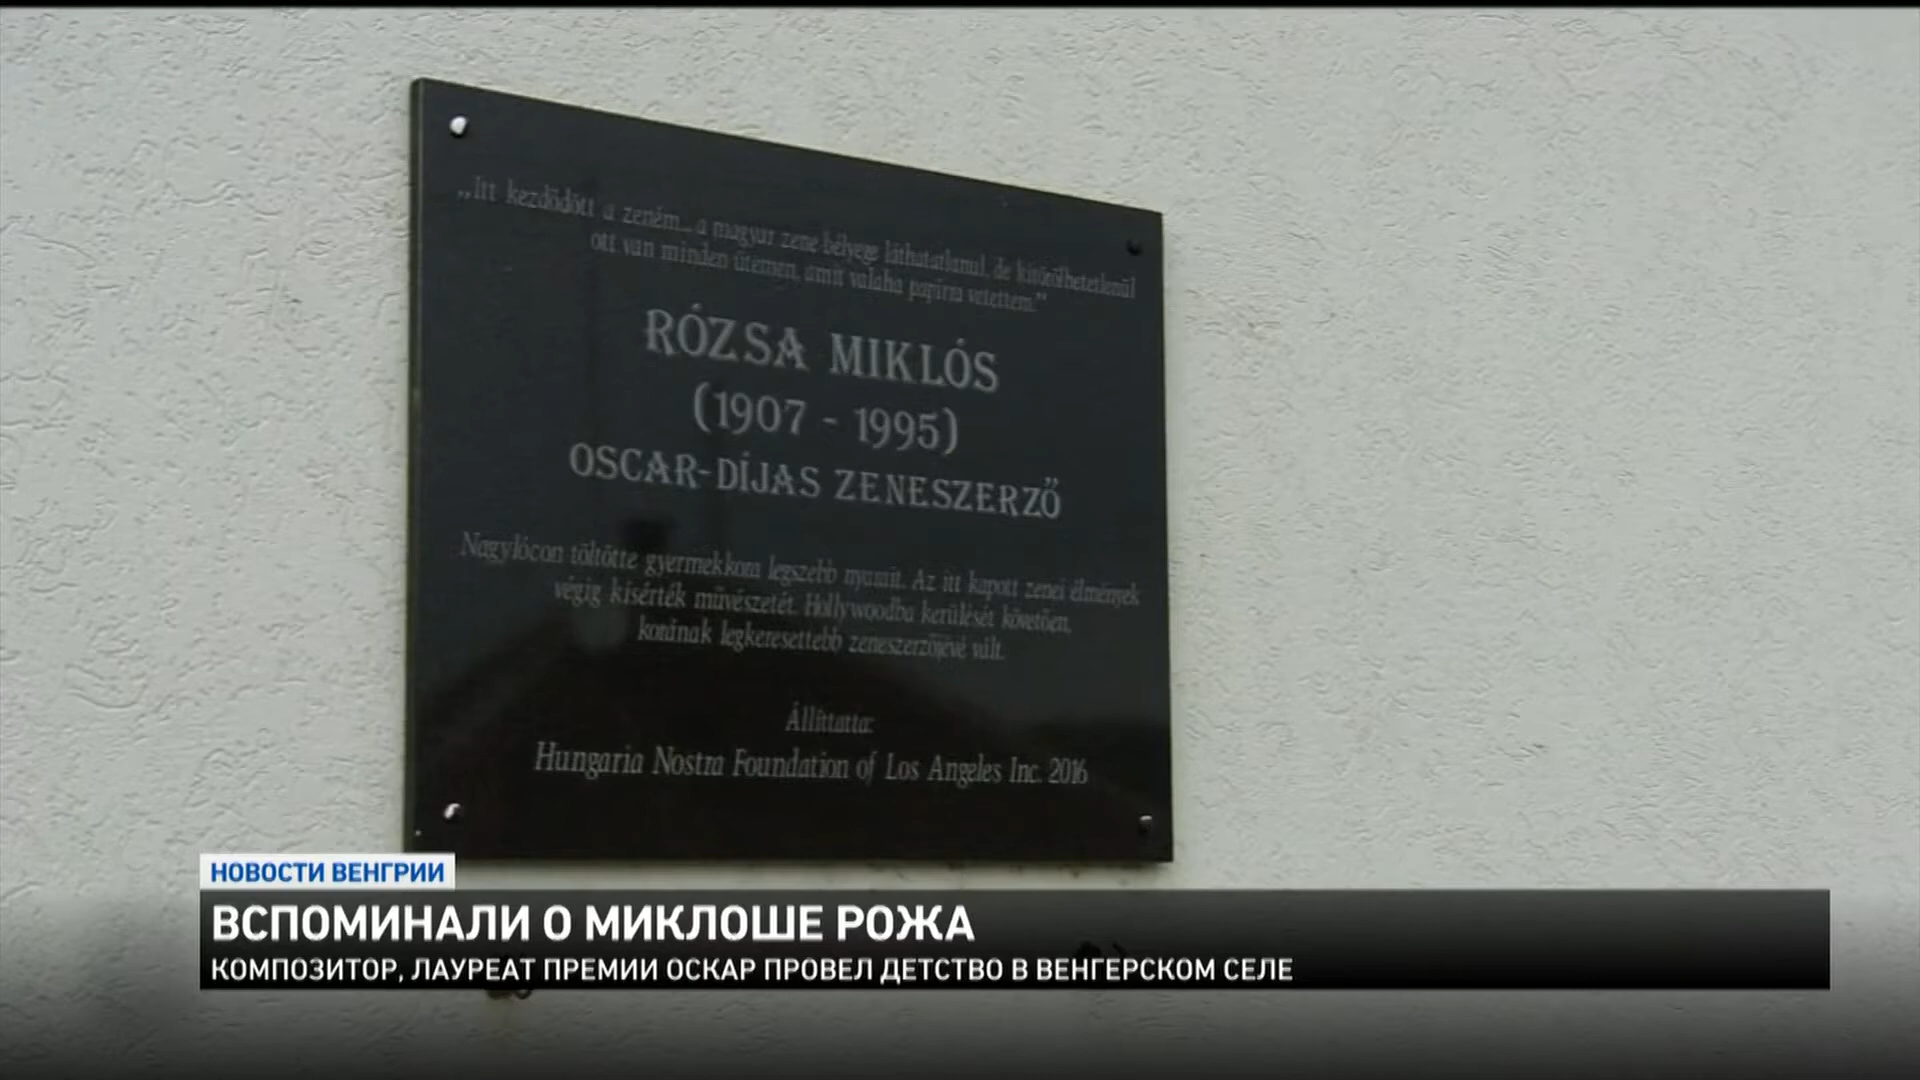 „Itt kezdődött a zeném... a magyar zene bélyege láthatatlanul, de kitörölhetetlenül
ott van minden ütemen, amit valaha papírra vetettem."
RÓZSA MIKLÓS
(1907 - 1995)
OSCAR-DÍJAS ZENESZERZŐ
Nagylócon töltötte gyermekkora legszebb nyarait. Az itt kapott zenei élmények
végig kísérték művészetét. Hollywoodba kerülését követően,
korának legkeresettebb zeneszerzőjévé vált.
Állíttatta:
Hungaria Nostra Foundation of Los Angeles Inc. 2016
НОВОСТИ ВЕНГРИИ
ВСПОМИНАЛИ О МИКЛОШЕ РОЖА
КОМПОЗИТОР, ЛАУРЕАТ ПРЕМИИ ОСКАР ПРОВЕЛ ДЕТСТВО В ВЕНГЕРСКОМ СЕЛЕ